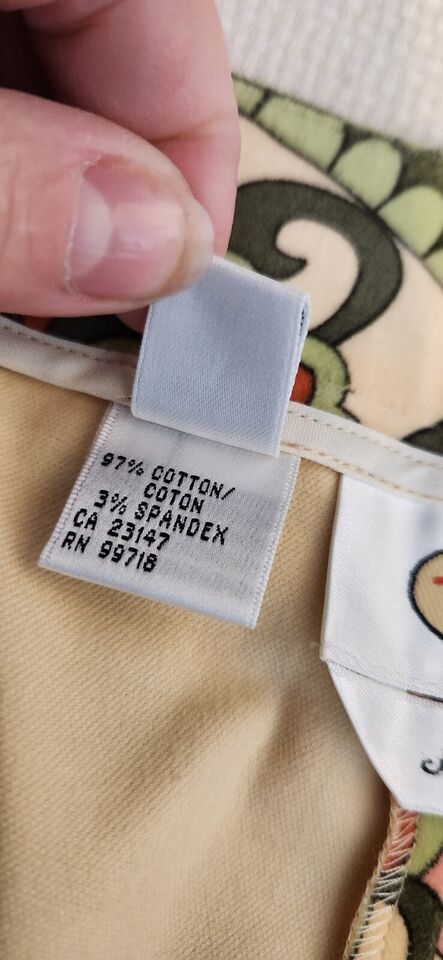 97% COTTON/
COTON
3% SPANDEX
CA 23147
RN 99718